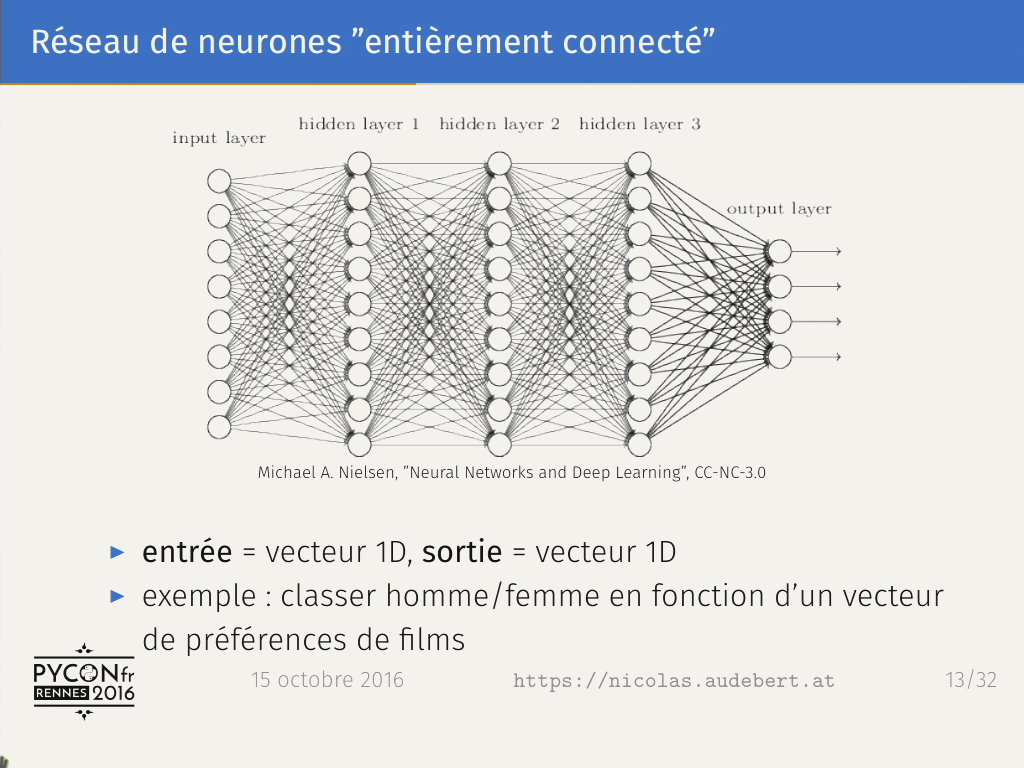 Réseau de neurones ”entièrement connecté”
input layer
hidden layer 1 hidden layer 2 hidden layer 3
output layer
Michael A. Nielsen, ”Neural Networks and Deep Learning”, CC-NC-3.0
entrée = vecteur 1D, sortie = vecteur 1D
exemple : classer homme/femme en fonction d’un vecteur
de préférences de films
PYCONfr
RENNES 2016
15 octobre 2016 https://nicolas.audebert.at 13/32